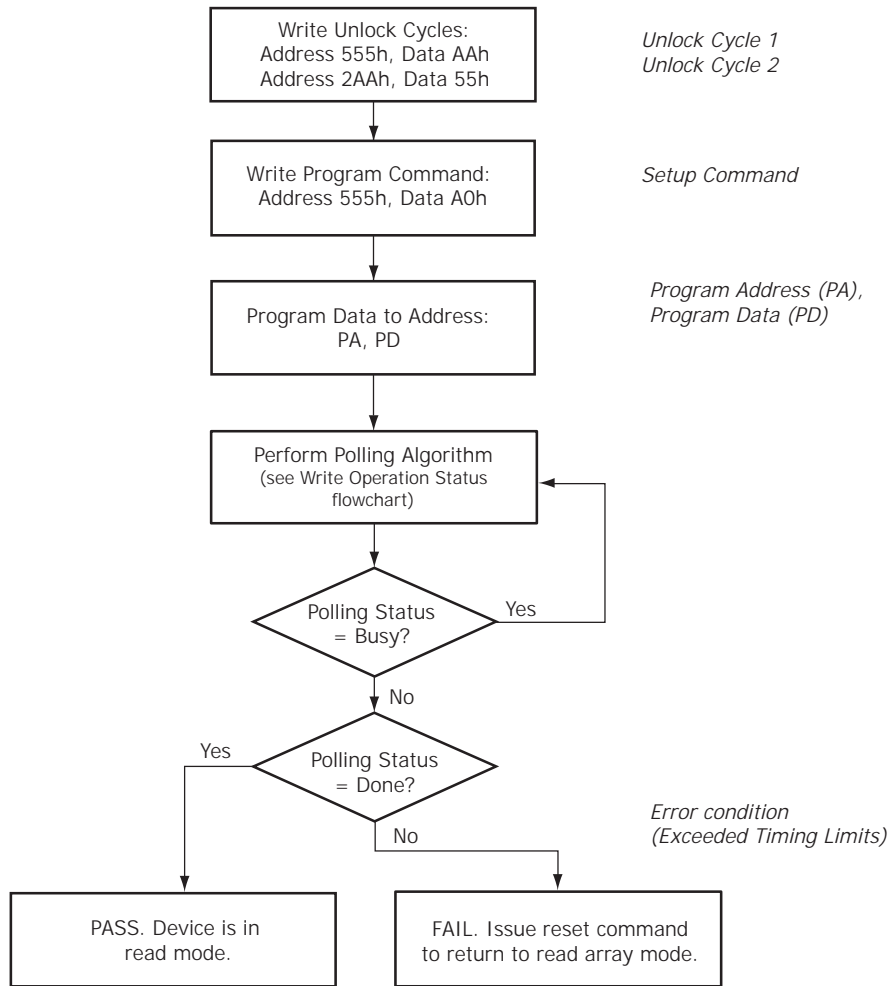 Write Unlock Cycles:
Address 555h, Data AAh
Address 2AAh, Data 55h
Unlock Cycle 1
Unlock Cycle 2
Write Program Command:
Address 555h, Data A0h
Setup Command
Program Data to Address:
PA, PD
Program Address (PA),
Program Data (PD)
Perform Polling Algorithm
(see Write Operation Status
flowchart)
Polling Status
= Busy?
Yes
No
Polling Status
= Done?
Yes
No
Error condition
(Exceeded Timing Limits)
PASS. Device is in
read mode.
FAIL. Issue reset command
to return to read array mode.